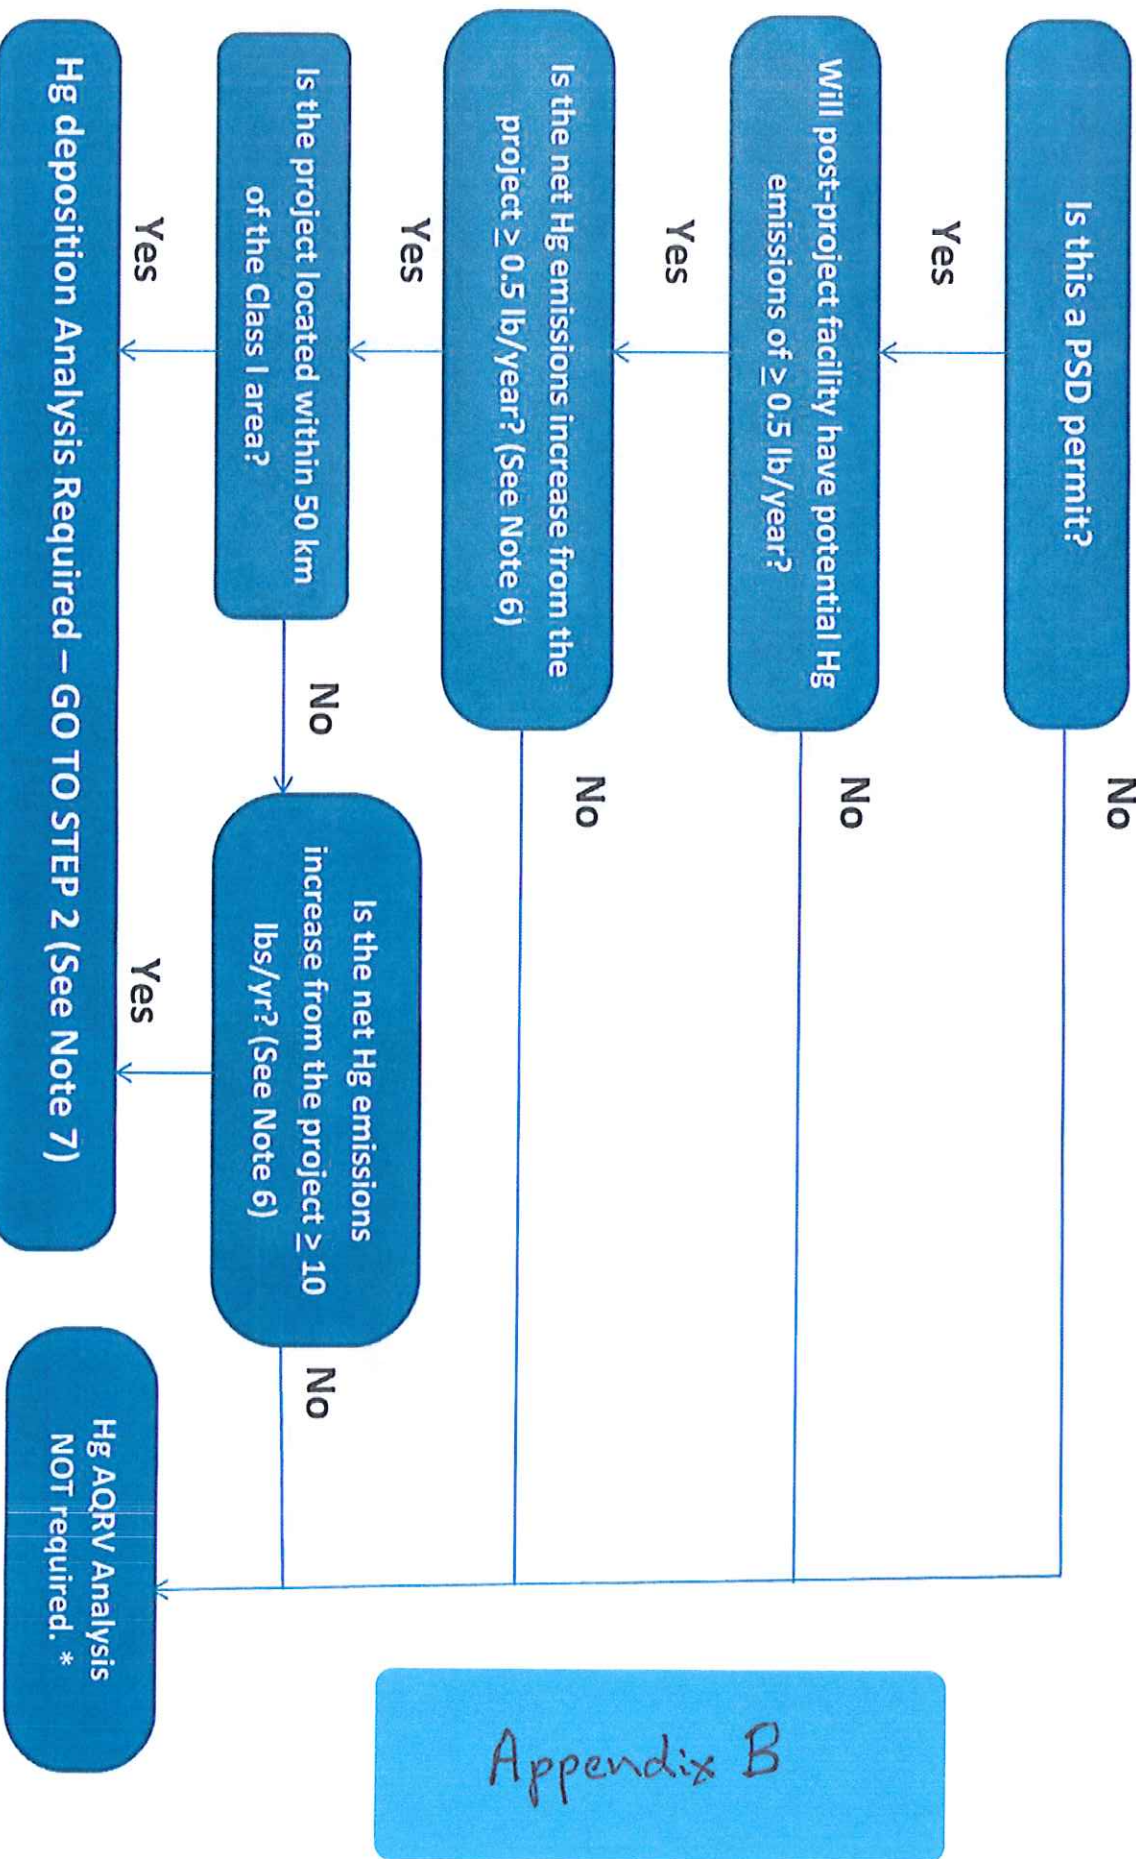 Is this a PSD permit?
No
Yes
Will post-project facility have potential Hg
emissions of ≥ 0.5 lb/year?
No
Yes
Is the net Hg emissions increase from the
project ≥ 0.5 lb/year? (See Note 6)
No
Yes
Is the project located within 50 km
of the Class I area?
No
Is the net Hg emissions
increase from the project ≥ 10
lbs/yr? (See Note 6)
No
Yes
Yes
Hg deposition Analysis Required – GO TO STEP 2 (See Note 7)
Hg AQRV Analysis
NOT required. *
Appendix B